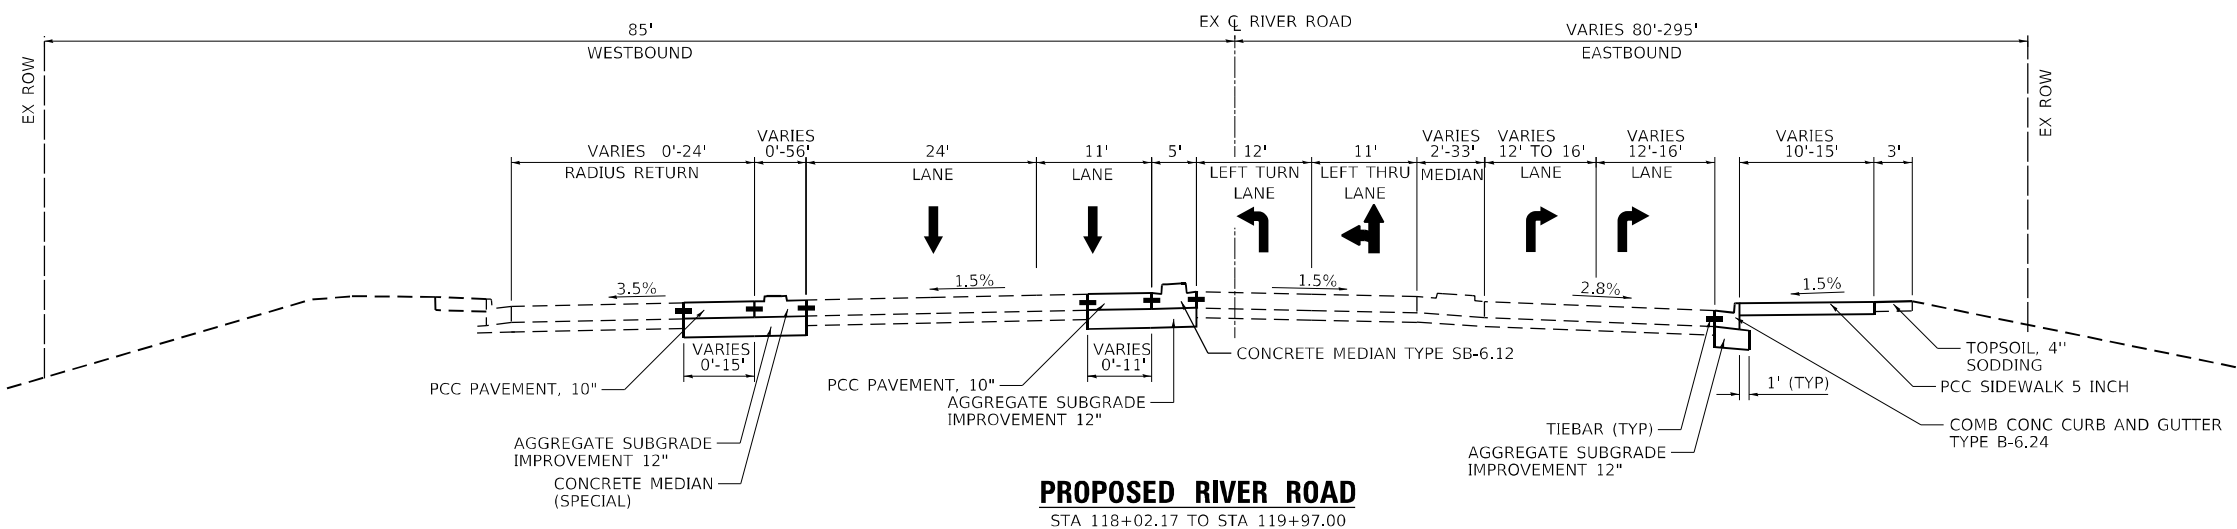 EX ℄ RIVER ROAD
85'
WESTBOUND
VARIES 80'-295'
EASTBOUND
EX ROW
EX ROW
VARIES 0'-24'
RADIUS RETURN
VARIES
0'-56'
24'
LANE
11'
LANE
5'
12'
LEFT TURN
LANE
11'
LEFT THRU
LANE
VARIES
2'-33'
MEDIAN
VARIES
12' TO 16'
LANE
VARIES
12'-16'
LANE
VARIES
10'-15'
3'
3.5%
1.5%
1.5%
2.8%
1.5%
VARIES
0'-15'
VARIES
0'-11'
PCC PAVEMENT, 10"
AGGREGATE SUBGRADE
IMPROVEMENT 12"
CONCRETE MEDIAN
(SPECIAL)
PCC PAVEMENT, 10"
AGGREGATE SUBGRADE
IMPROVEMENT 12"
CONCRETE MEDIAN TYPE SB-6.12
TOPSOIL, 4"
SODDING
PCC SIDEWALK 5 INCH
1' (TYP)
COMB CONC CURB AND GUTTER
TYPE B-6.24
TIEBAR (TYP)
AGGREGATE SUBGRADE
IMPROVEMENT 12"
PROPOSED RIVER ROAD
STA 118+02.17 TO STA 119+97.00